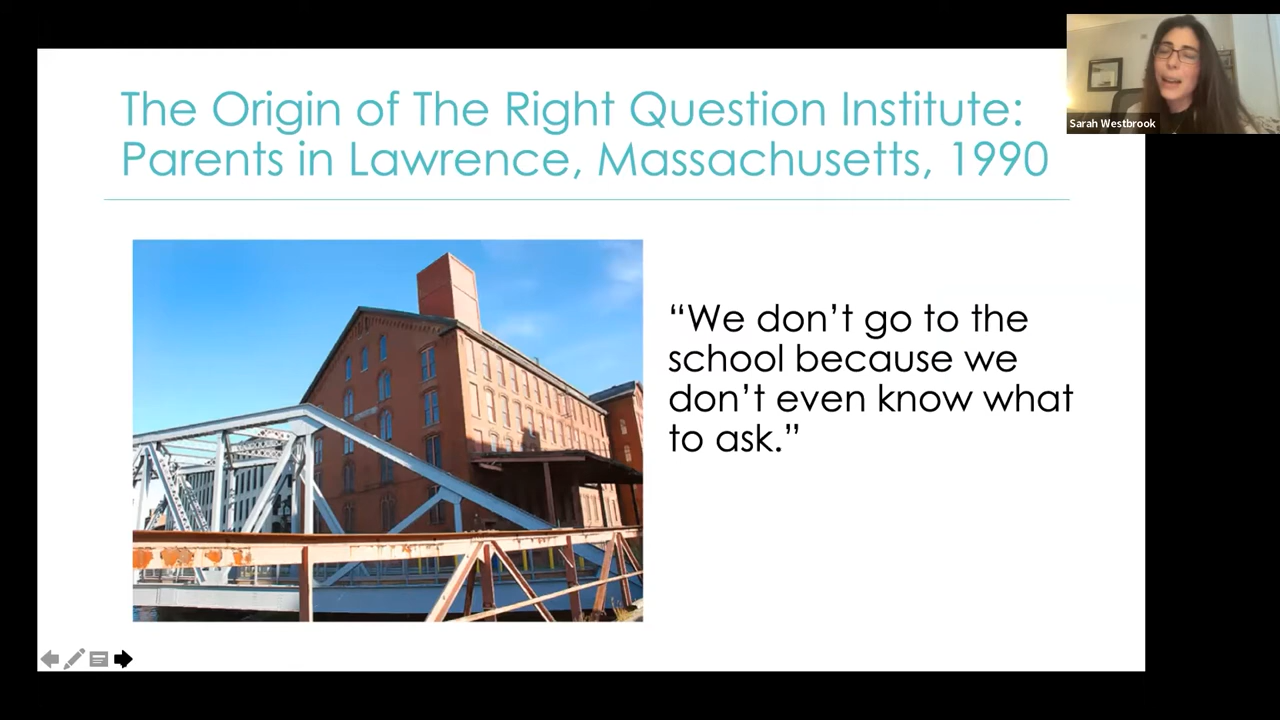 The Origin of The Right Question Institute:
Parents in Lawrence, Massachusetts, 1990
Sarah Westbrook
“We don’t go to the
school because we
don’t even know what
to ask.”